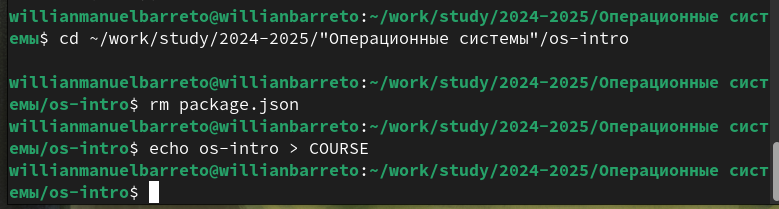 willianmanuelbarreto@willianbarreto:~/work/study/2024-2025/Операционные сист
емы$ cd ~/work/study/2024-2025/"Операционные системы"/os-intro
willianmanuelbarreto@willianbarreto:~/work/study/2024-2025/Операционные сист
емы/os-intro$ rm package.json
willianmanuelbarreto@willianbarreto:~/work/study/2024-2025/Операционные сист
емы/os-intro$ echo os-intro > COURSE
willianmanuelbarreto@willianbarreto:~/work/study/2024-2025/Операционные сист
емы/os-intro$